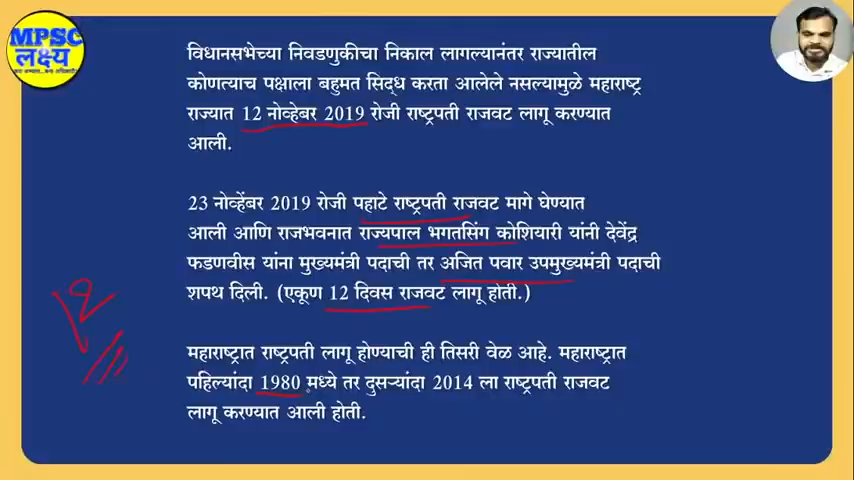 MPSC
लक्ष्य
विधानसभेच्या निवडणुकीचा निकाल लागल्यानंतर राज्यातील
कोणत्याच पक्षाला बहुमत सिद्ध करता आलेले नसल्यामुळे महाराष्ट्र
राज्यात 12 नोव्हेबर 2019 रोजी राष्ट्रपती राजवट लागू करण्यात
आली.
23 नोव्हेंबर 2019 रोजी पहाटे राष्ट्रपती राजवट मागे घेण्यात
आली आणि राजभवनात राज्यपाल भगतसिंग कोशियारी यांनी देवेंद्र
फडणवीस यांना मुख्यमंत्री पदाची तर अजित पवार उपमुख्यमंत्री पदाची
शपथ दिली. (एकूण 12 दिवस राजवट लागू होती.)
महाराष्ट्रात राष्ट्रपती लागू होण्याची ही तिसरी वेळ आहे. महाराष्ट्रात
पहिल्यांदा 1980 मध्ये तर दुसऱ्यांदा 2014 ला राष्ट्रपती राजवट
लागू करण्यात आली होती.